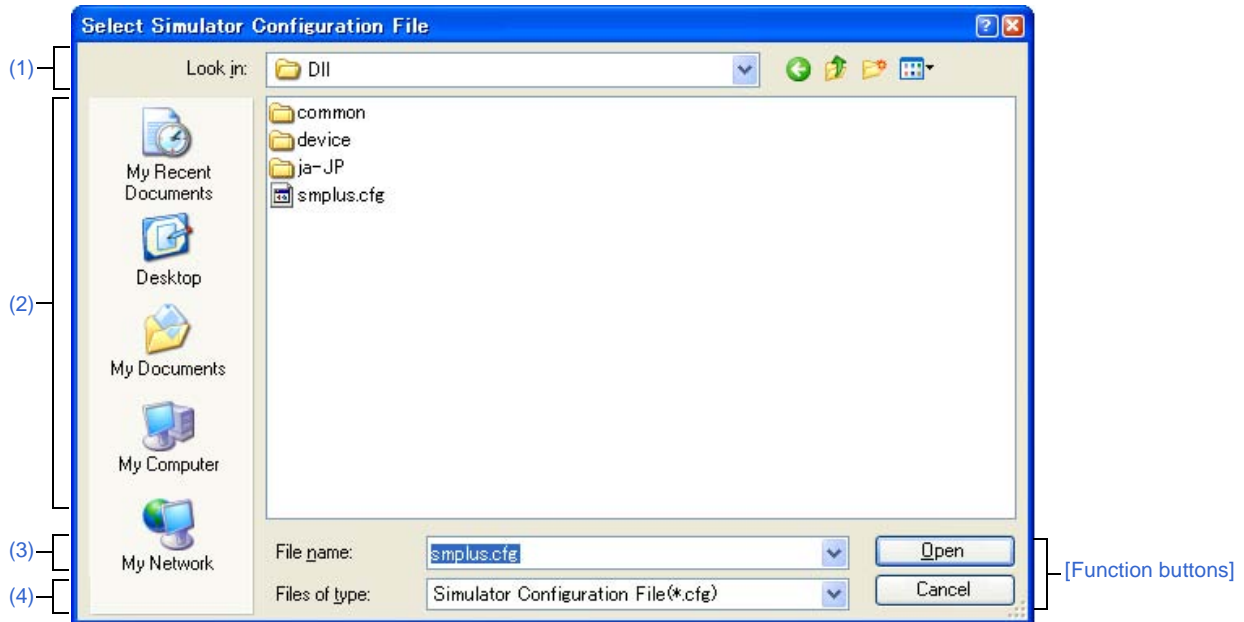 Select Simulator Configuration File
(1)
Look in:
Dll
common
device
ja-JP
smplus.cfg
My Recent
Documents
Desktop
(2)
My Documents
My Computer
My Network
(3)
File name:
smplus.cfg
Open
[Function buttons]
(4)
Files of type:
Simulator Configuration File(*.cfg)
Cancel